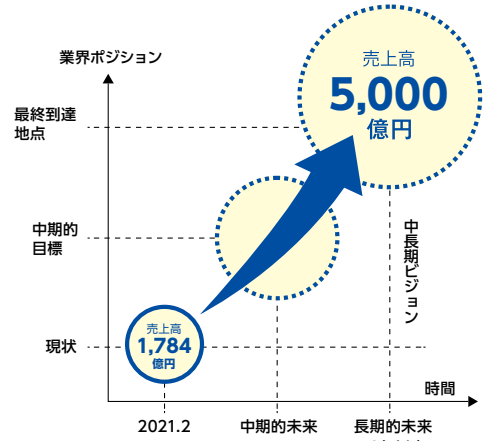 業界ポジション
売上高
5,000
億円
最終到達
地点
中期的
目標
中長期ビジョン
売上高
1,784
億円
現状
時間
2021.2
中期的未来
長期的未来